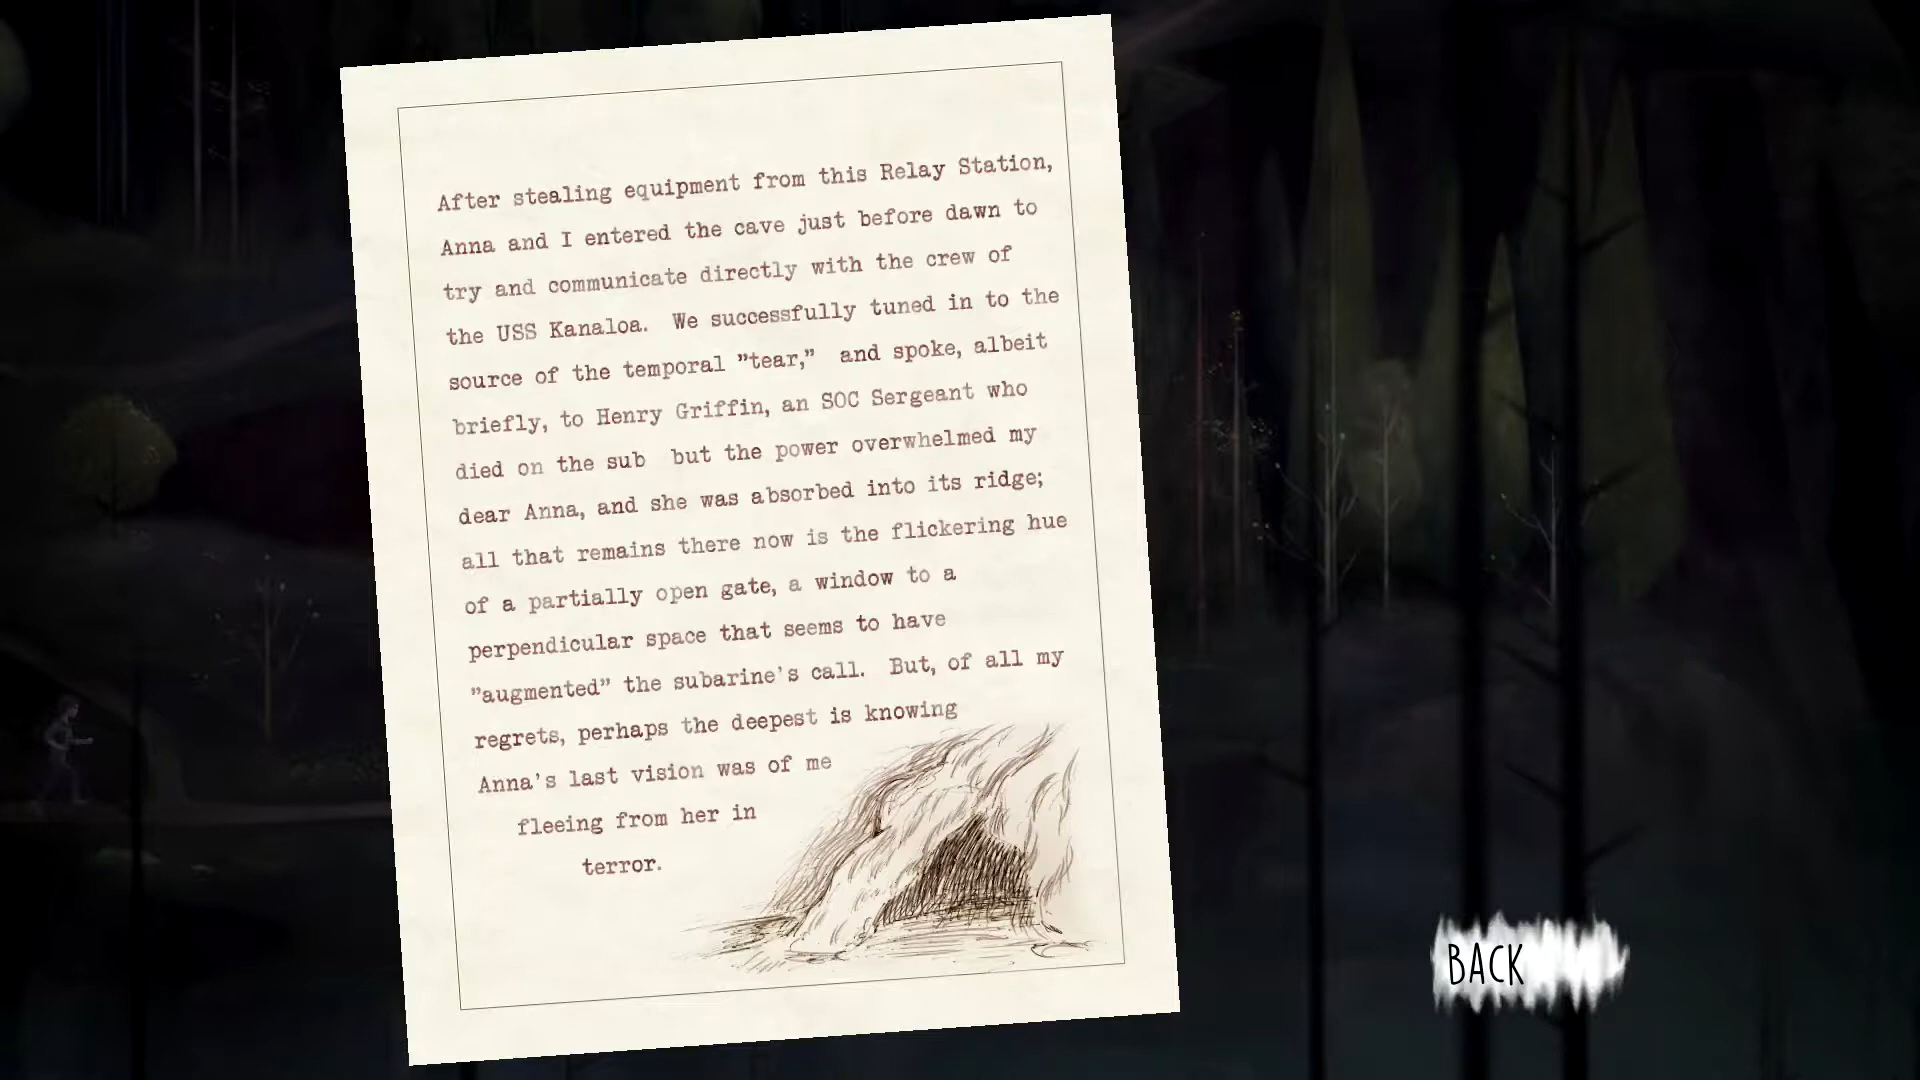 After stealing equipment from this Relay Station,
Anna and I entered the cave just before dawn to
try and communicate directly with the crew of
the USS Kanaloa.  We successfully tuned in to the
source of the temporal ”tear,”  and spoke, albeit
briefly, to Henry Griffin, an SOC Sergeant who
died on the sub  but the power overwhelmed my
dear Anna, and she was absorbed into its ridge;
all that remains there now is the flickering hue
of a partially open gate, a window to a
perpendicular space that seems to have
”augmented” the subarine's call.  But, of all my
regrets, perhaps the deepest is knowing
Anna's last vision was of me
fleeing from her in
terror.
BACK